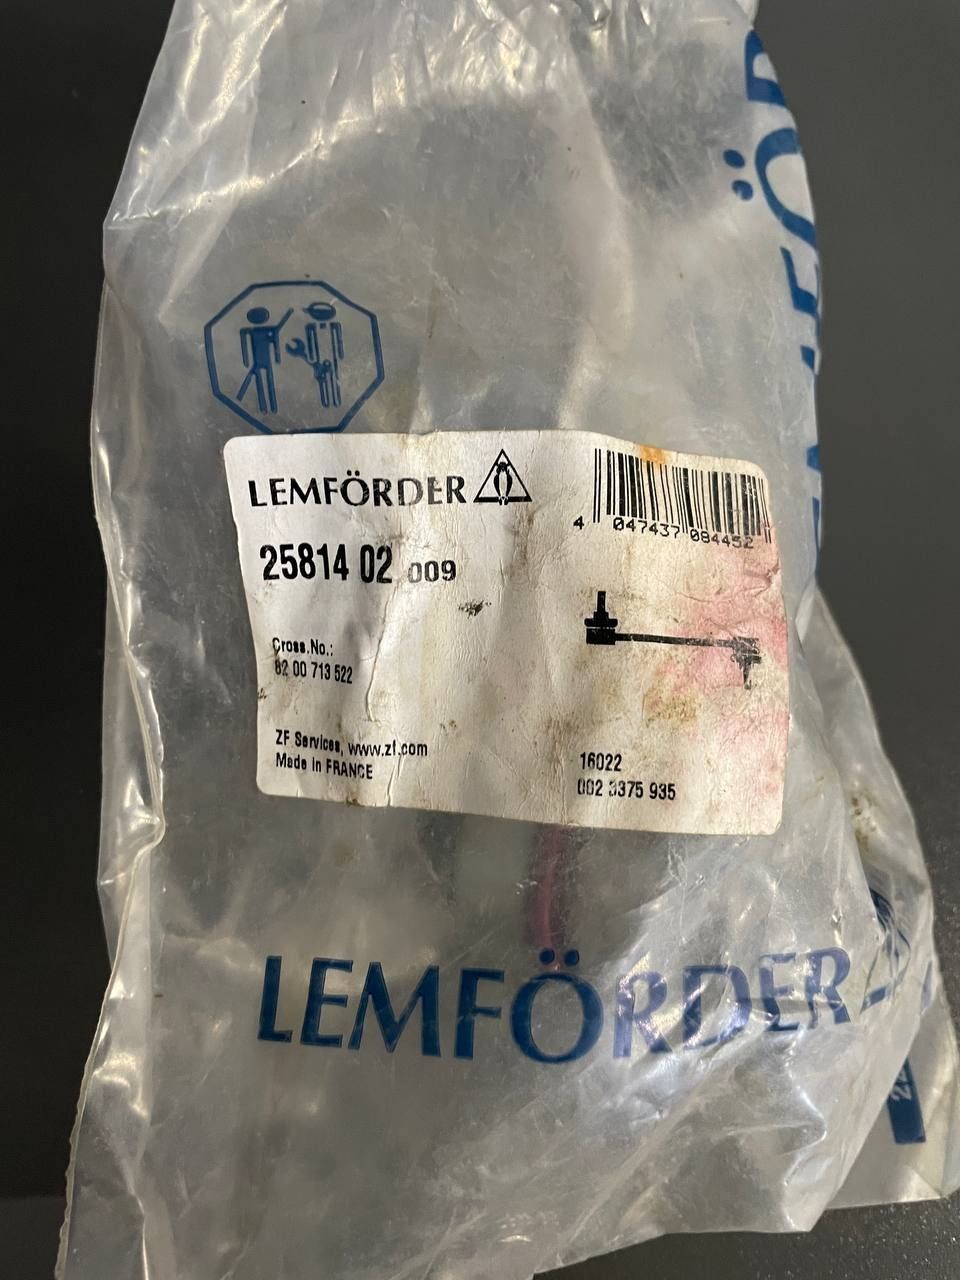 LEMFÖRDER
LEMFÖRDER
25814 02 009
4 047437 084452
Cross.No.:
82 00 713 522
ZF Services, www.zf.com
Made in FRANCE
16022
002 3375 935
LEMFÖRDER